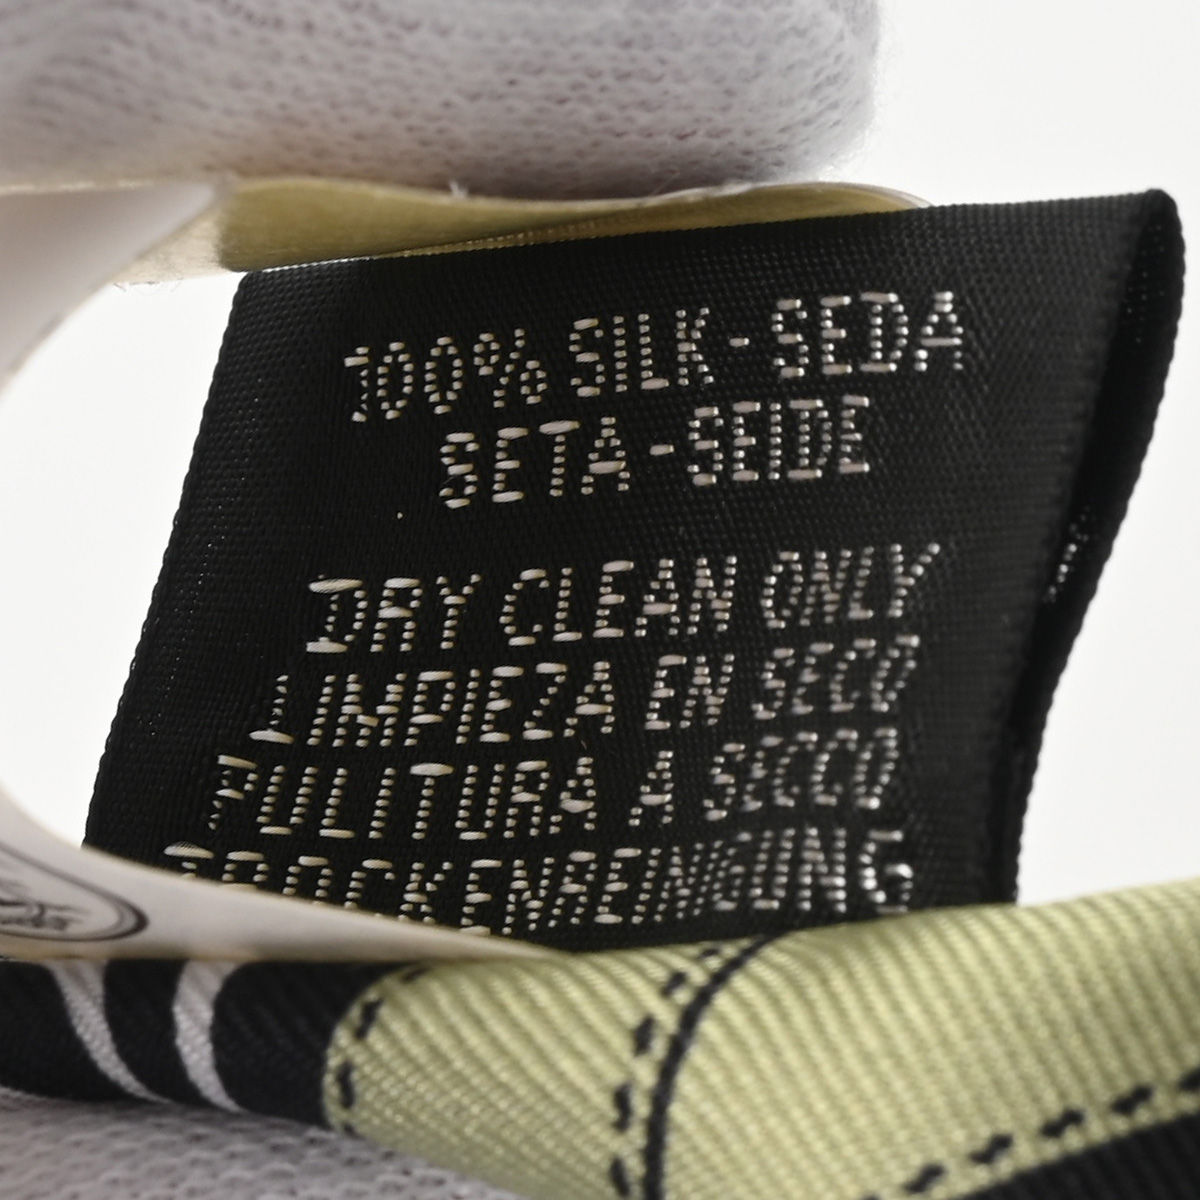 100% SILK - SEDA
SETA - SEIDE
DRY CLEAN ONLY
LIMPIEZA EN SECO
PULITURA A SECCO
TROCKENREINIGUNG